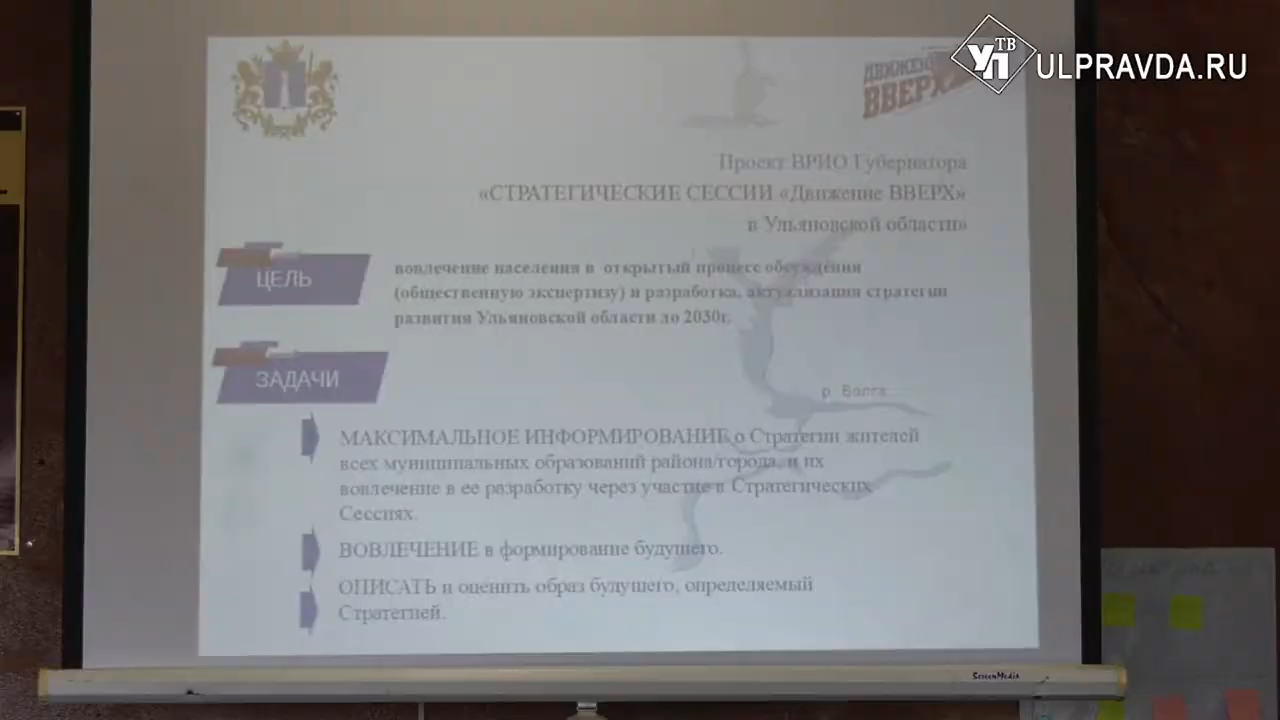 УП ТВ ULPRAVDA.RU
ДВИЖЕНИЕ
ВВЕРХ
Проект ВРИО Губернатора
«СТРАТЕГИЧЕСКИЕ СЕССИИ «Движение ВВЕРХ»
в Ульяновской области»
ЦЕЛЬ
вовлечение населения в открытый процесс обсуждения
(общественную экспертизу) и разработка, актуализация стратегии
развития Ульяновской области до 2030г.
ЗАДАЧИ
р. Волга
МАКСИМАЛЬНОЕ ИНФОРМИРОВАНИЕ о Стратегии жителей
всех муниципальных образований района/города, и их
вовлечение в ее разработку через участие в Стратегических
Сессиях.
ВОВЛЕЧЕНИЕ в формирование будущего.
ОПИСАТЬ и оценить образ будущего, определяемый
Стратегией.
ScreenMedia